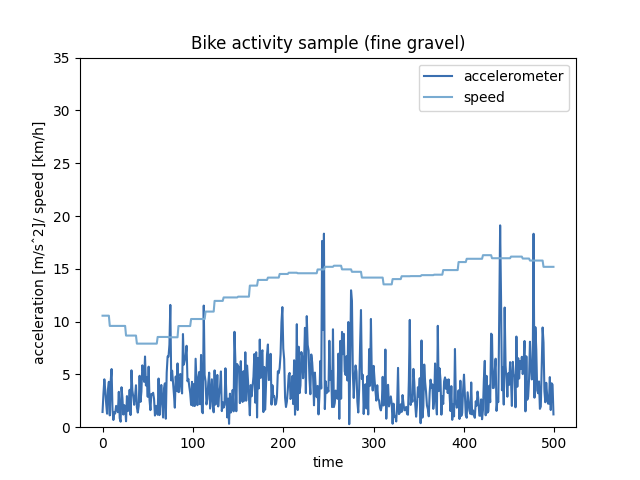 Bike activity sample (fine gravel)
accelerometer
speed
acceleration [m/s^2]/ speed [km/h]
35
30
25
20
15
10
5
0
0
100
200
300
400
500
time